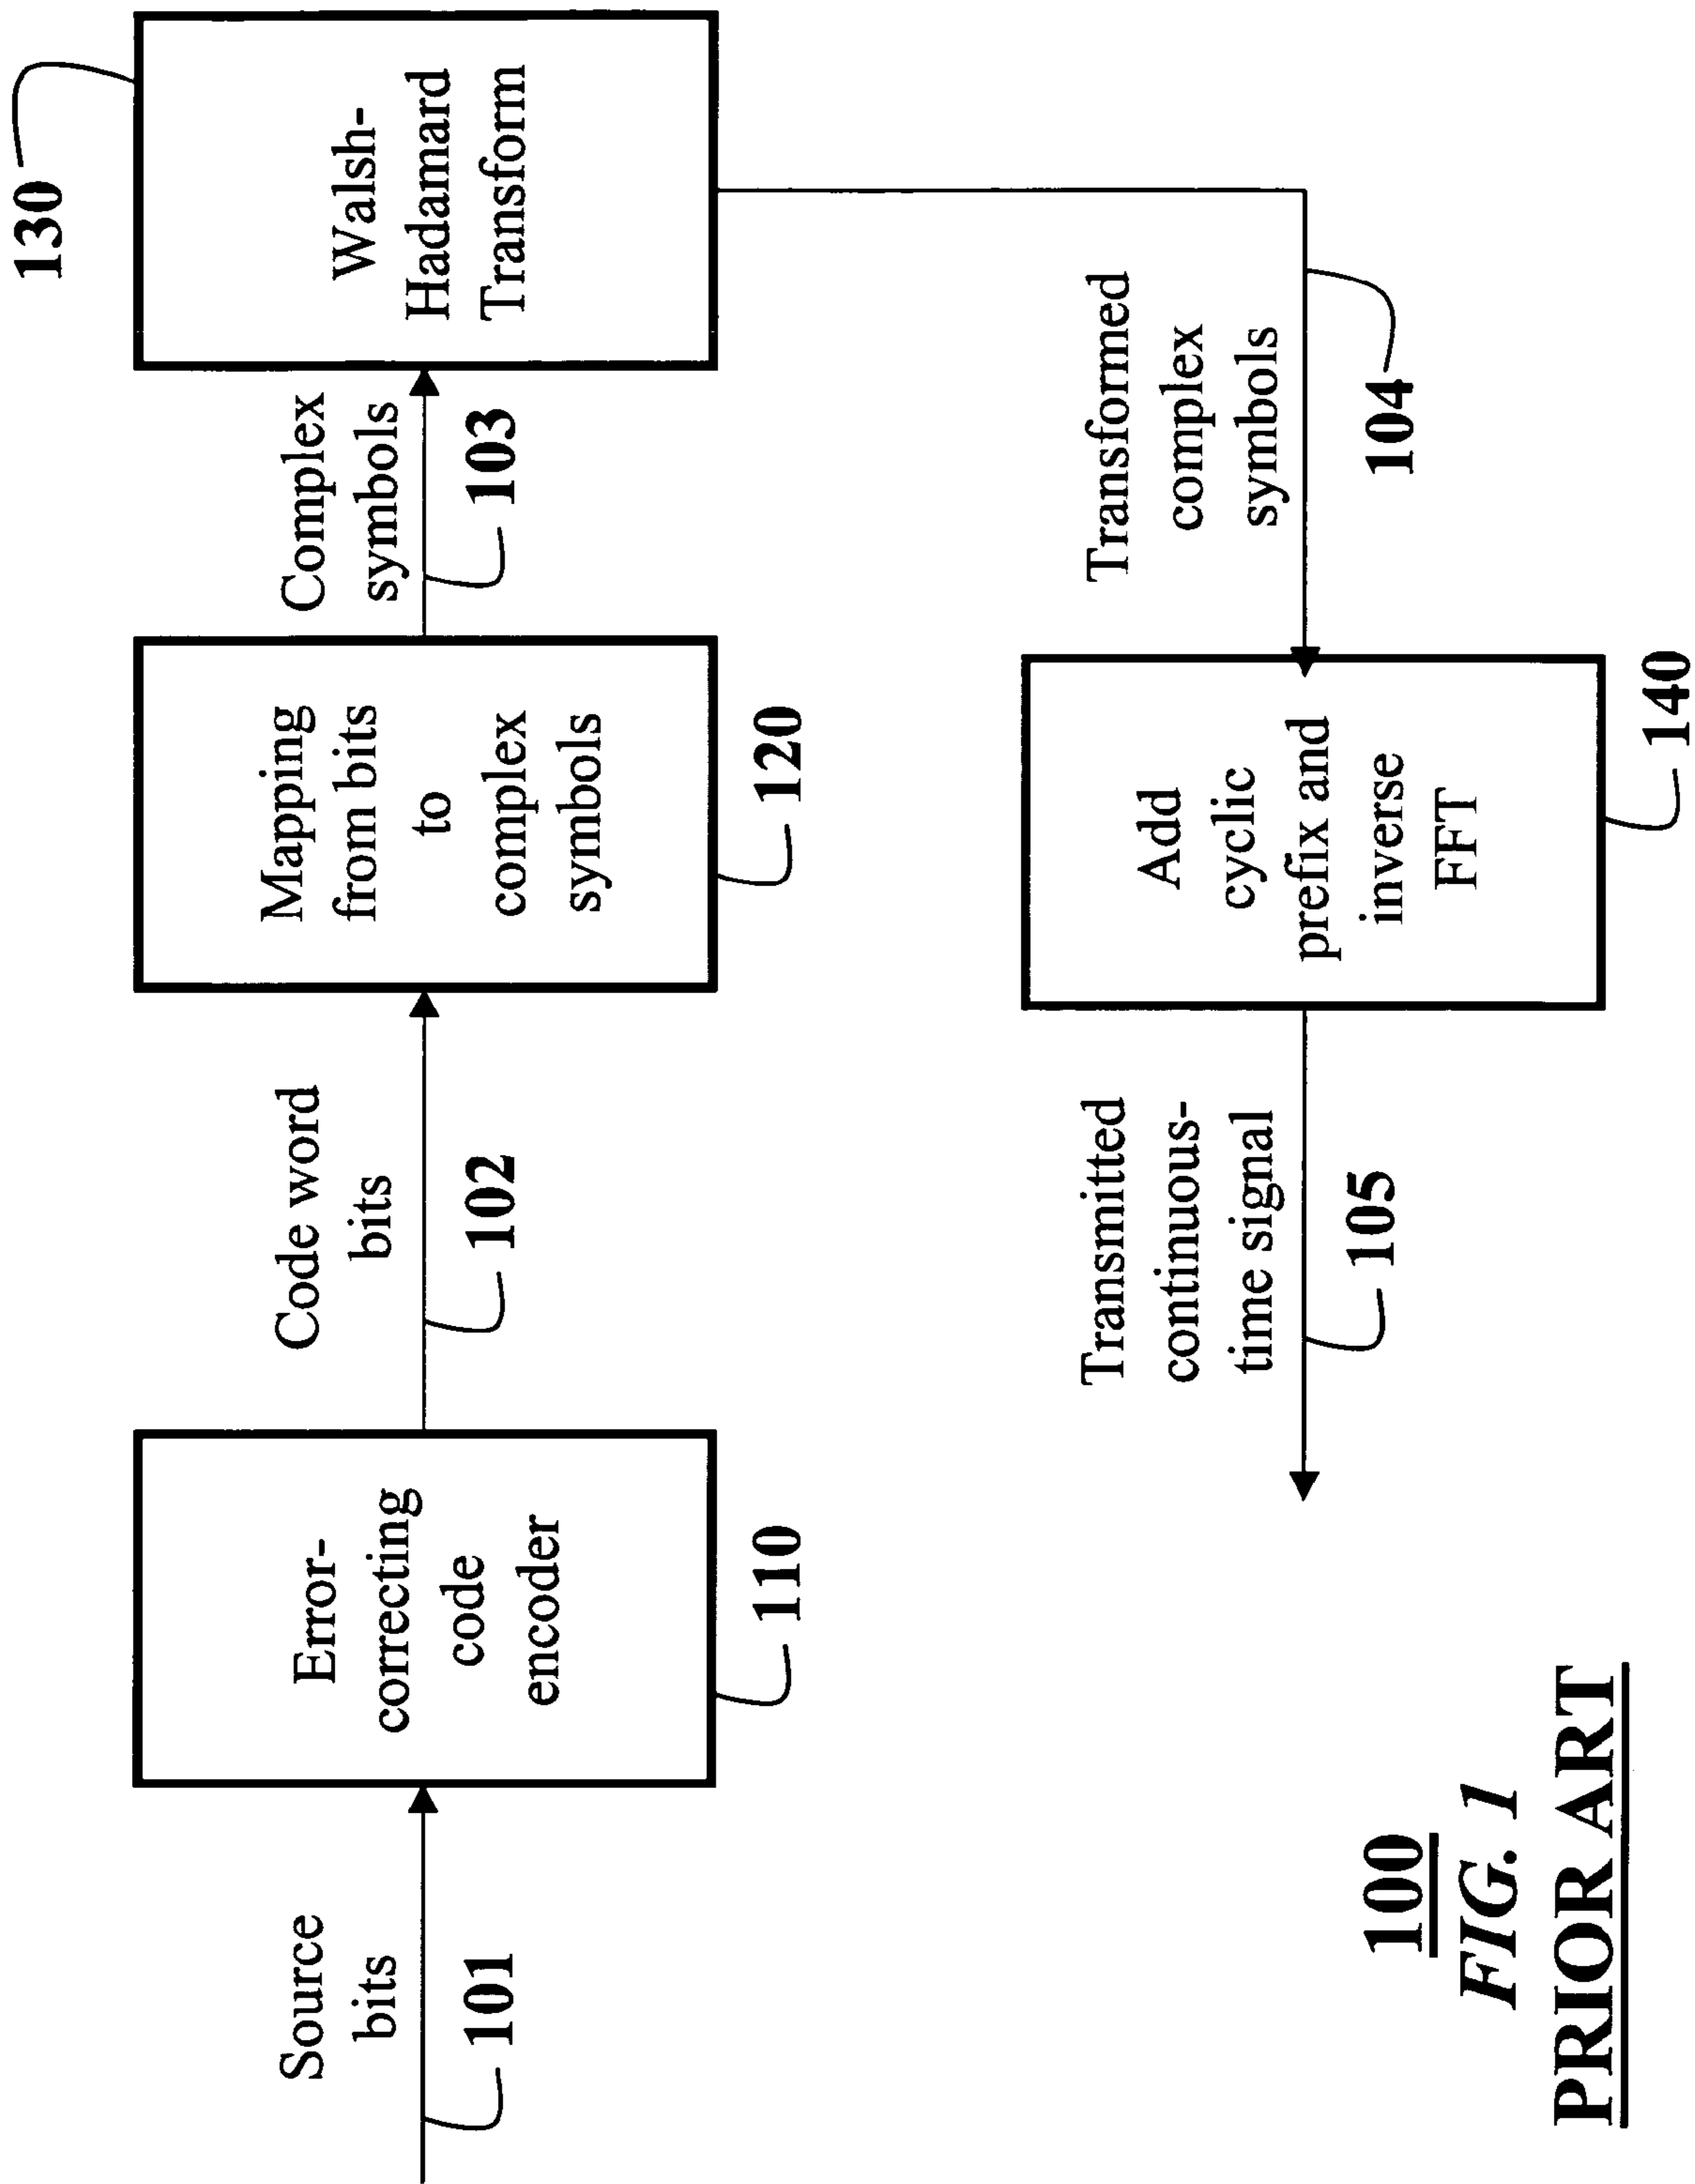 Source
bits
101
Error-
correcting
code
encoder
110
Code word
bits
102
Mapping
from bits
to
complex
symbols
120
Complex
symbols
103
Walsh-
Hadamard
Transform
130
Transformed
complex
symbols
104
Add
cyclic
prefix and
inverse
FFT
140
Transmitted
continuous-
time signal
105
100
FIG. 1
PRIOR ART